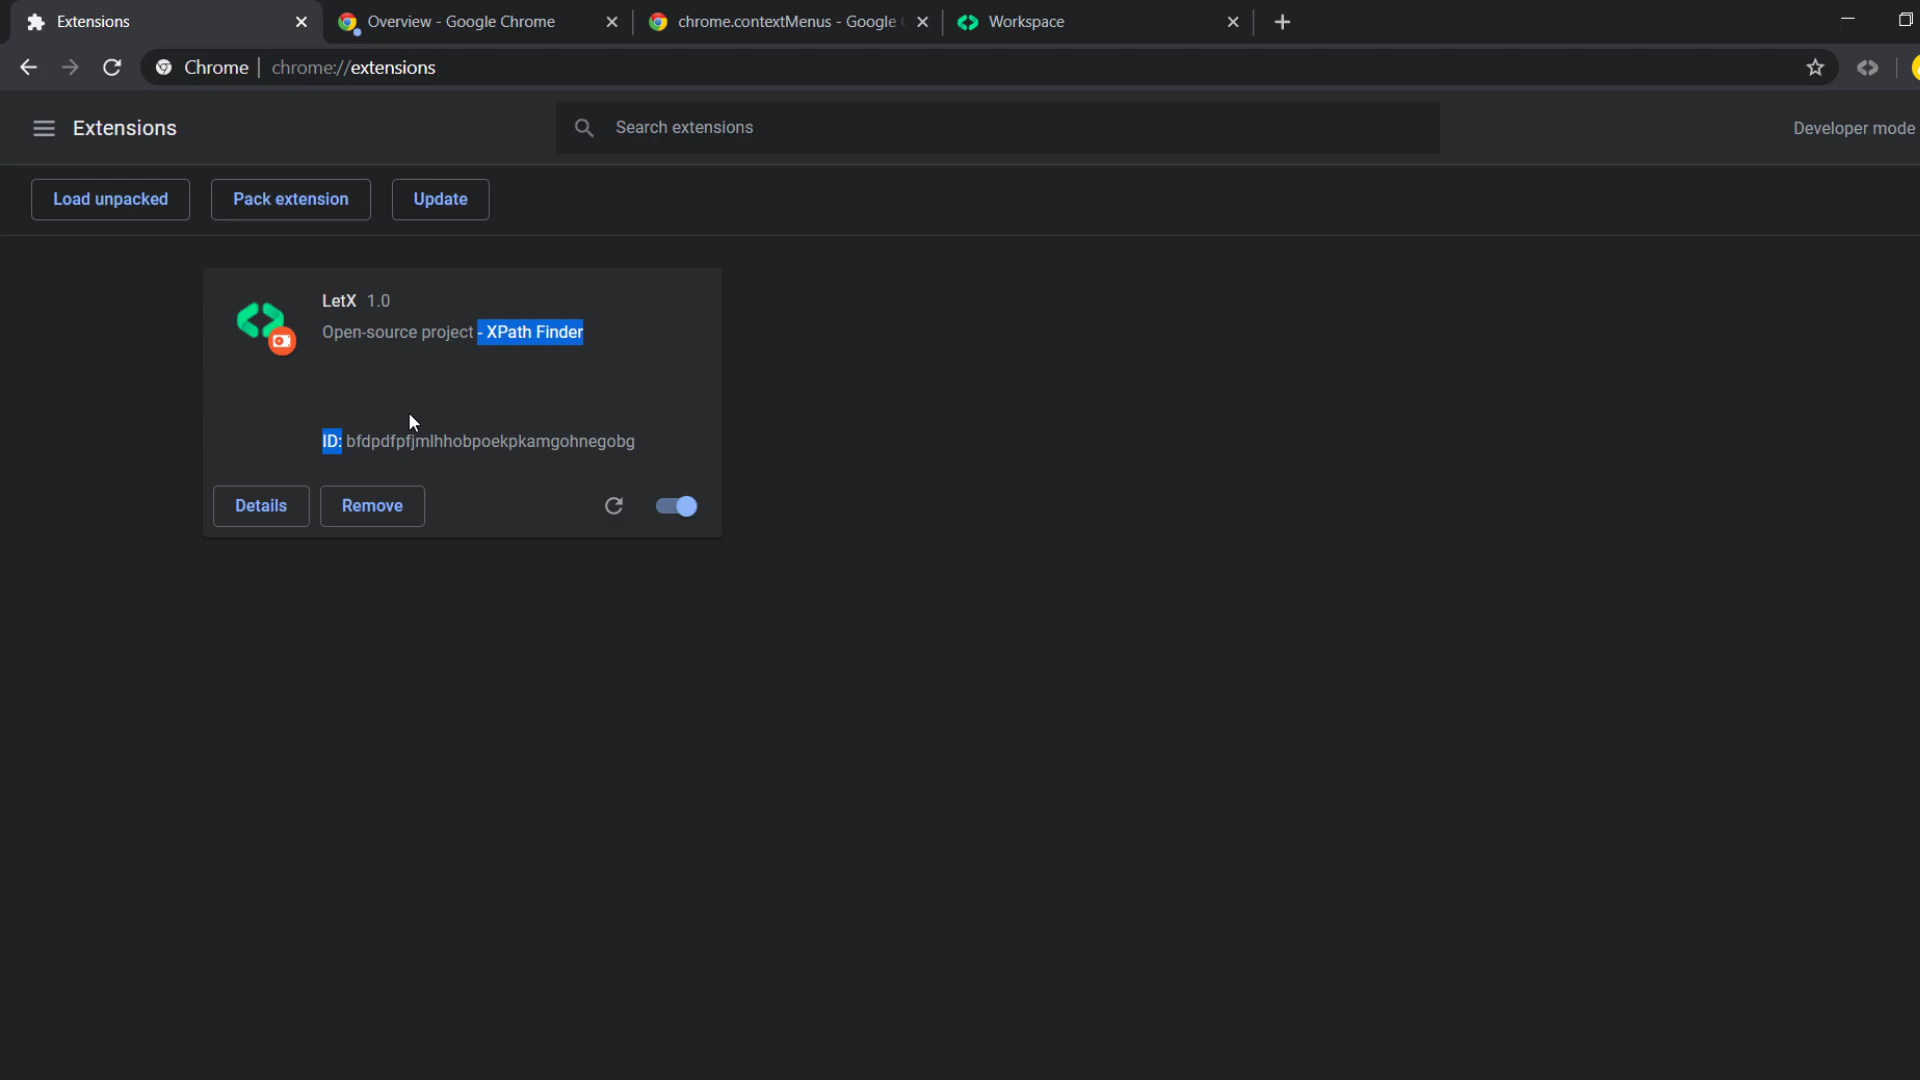 Extensions
Overview - Google Chrome
chrome.contextMenus - Google
Workspace
Chrome
chrome://extensions
Extensions
Search extensions
Developer mode
Load unpacked
Pack extension
Update
LetX 1.0
Open-source project - XPath Finder
ID: bfdpdfpfjmlhhobpoekpkamgohnegobg
Details
Remove